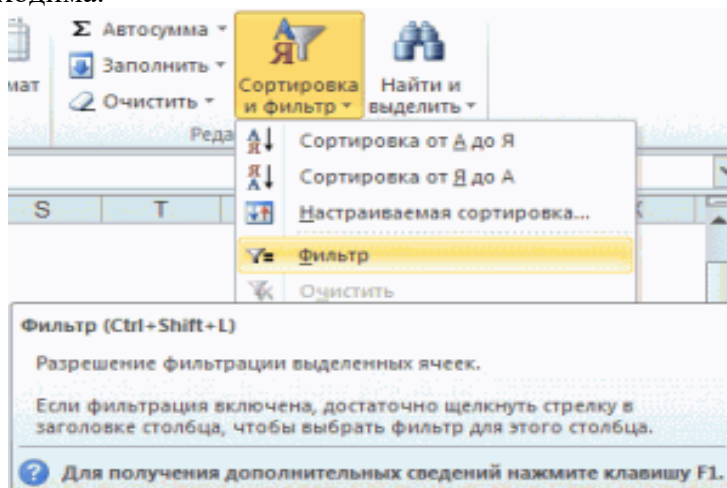 Σ Автосумма
Заполнить
Очистить
Сортировка
и фильтр
Найти и
выделить
мат
Реда
Сортировка от А до Я
Сортировка от Я до А
Настраиваемая сортировка...
Фильтр
Очистить
S T
Фильтр (Ctrl+Shift+L)
Разрешение фильтрации выделенных ячеек.
Если фильтрация включена, достаточно щелкнуть стрелку в
заголовке столбца, чтобы выбрать фильтр для этого столбца.
Для получения дополнительных сведений нажмите клавишу F1.